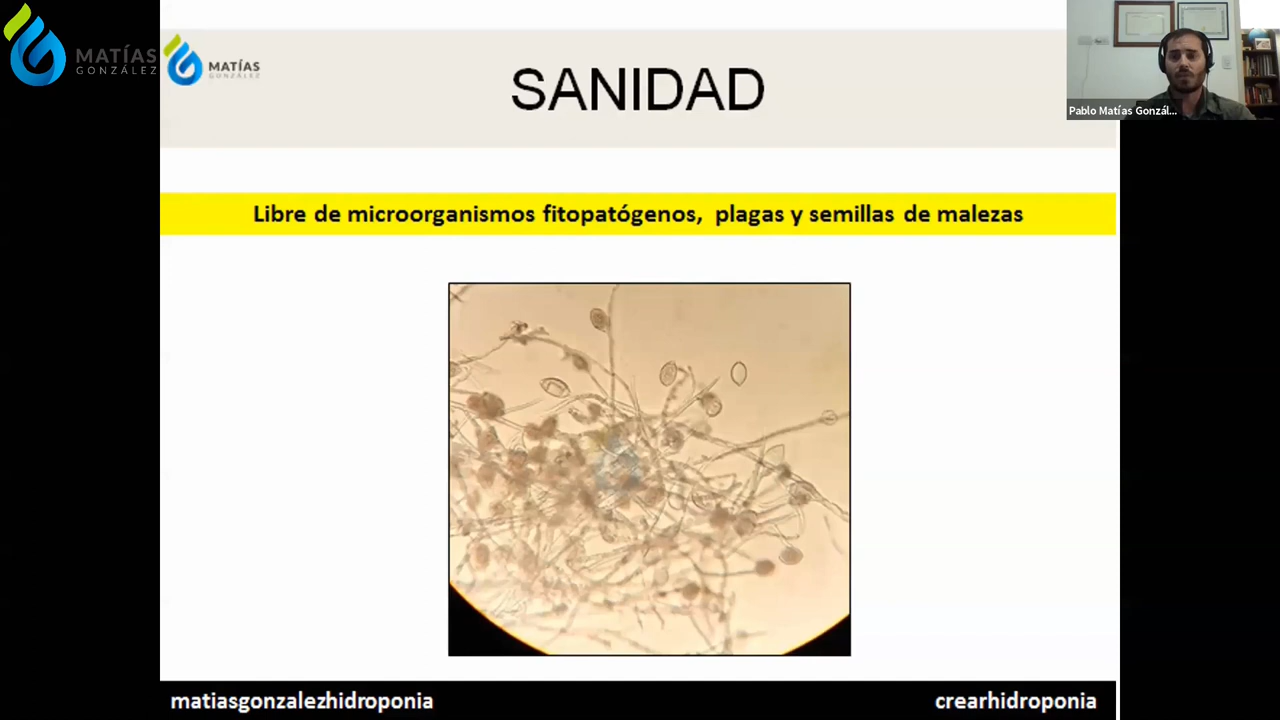 MATÍAS
GONZÁLEZ
MATÍAS
GONZÁLEZ
SANIDAD
Pablo Matías Gonzál...
Libre de microorganismos fitopatógenos, plagas y semillas de malezas
matiasgonzalezhidroponia
crearhidroponia